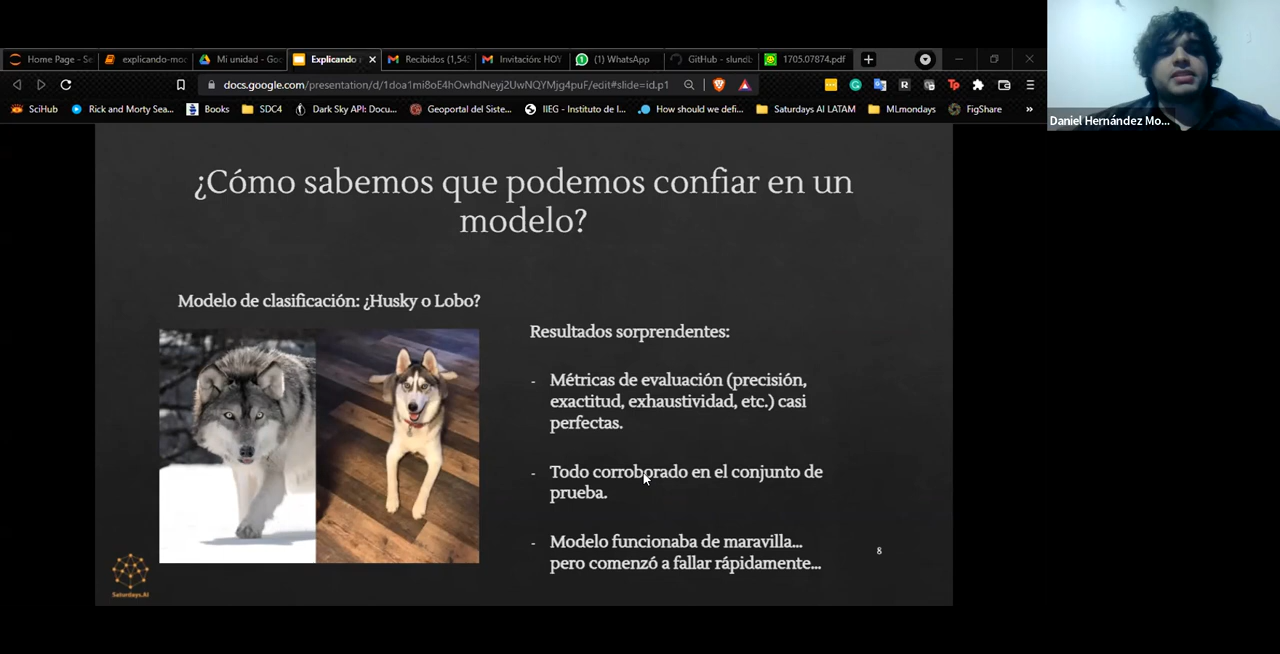 Home Page - Se
explicando-mo
Mi unidad - Goo
Explicando
Recibidos (1,54
Invitación: HOY
(1) WhatsApp
GitHub - slundb
1705.07874.pdf
docs.google.com/presentation/d/1doa1mi8oE4hOwhdNeyj2UwNQYMjg4puF/edit#slide=id.p1
SciHub
Rick and Morty Sea...
Books
SDC4
Dark Sky API: Docu...
Geoportal del Siste...
IIEG - Instituto de I...
How should we defi...
Saturdays AI LATAM
MLmondays
FigShare
»
Daniel Hernández Mo...
¿Cómo sabemos que podemos confiar en un
modelo?
Modelo de clasificación: ¿Husky o Lobo?
Resultados sorprendentes:
- Métricas de evaluación (precisión,
exactitud, exhaustividad, etc.) casi
perfectas.
- Todo corroborado en el conjunto de
prueba.
- Modelo funcionaba de maravilla...
pero comenzó a fallar rápidamente...
8
Saturdays.AI